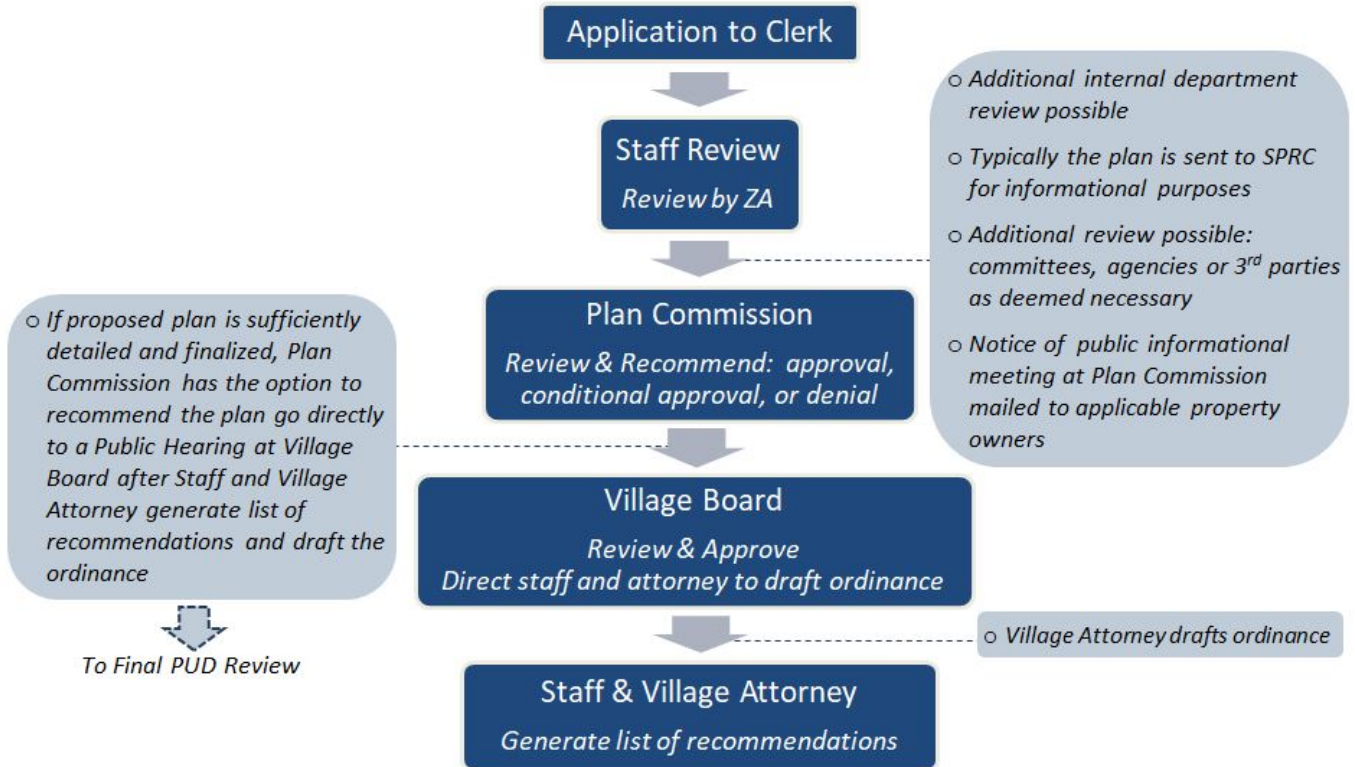 Application to Clerk
Staff Review
Review by ZA
o Additional internal department
review possible
o Typically the plan is sent to SPRC
for informational purposes
o Additional review possible:
committees, agencies or 3rd parties
as deemed necessary
o Notice of public informational
meeting at Plan Commission
mailed to applicable property
owners
Plan Commission
Review & Recommend: approval,
conditional approval, or denial
o If proposed plan is sufficiently
detailed and finalized, Plan
Commission has the option to
recommend the plan go directly
to a Public Hearing at Village
Board after Staff and Village
Attorney generate list of
recommendations and draft the
ordinance
To Final PUD Review
Village Board
Review & Approve
Direct staff and attorney to draft ordinance
o Village Attorney drafts ordinance
Staff & Village Attorney
Generate list of recommendations